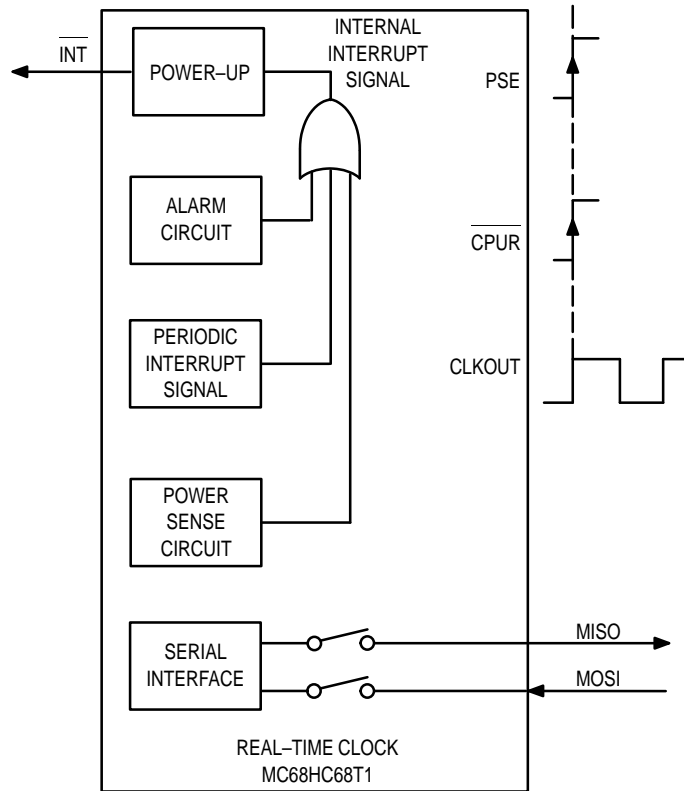 INT
POWER–UP
INTERNAL
INTERRUPT
SIGNAL
PSE
ALARM
CIRCUIT
CPUR
PERIODIC
INTERRUPT
SIGNAL
CLKOUT
POWER
SENSE
CIRCUIT
SERIAL
INTERFACE
MISO
MOSI
REAL–TIME CLOCK
MC68HC68T1